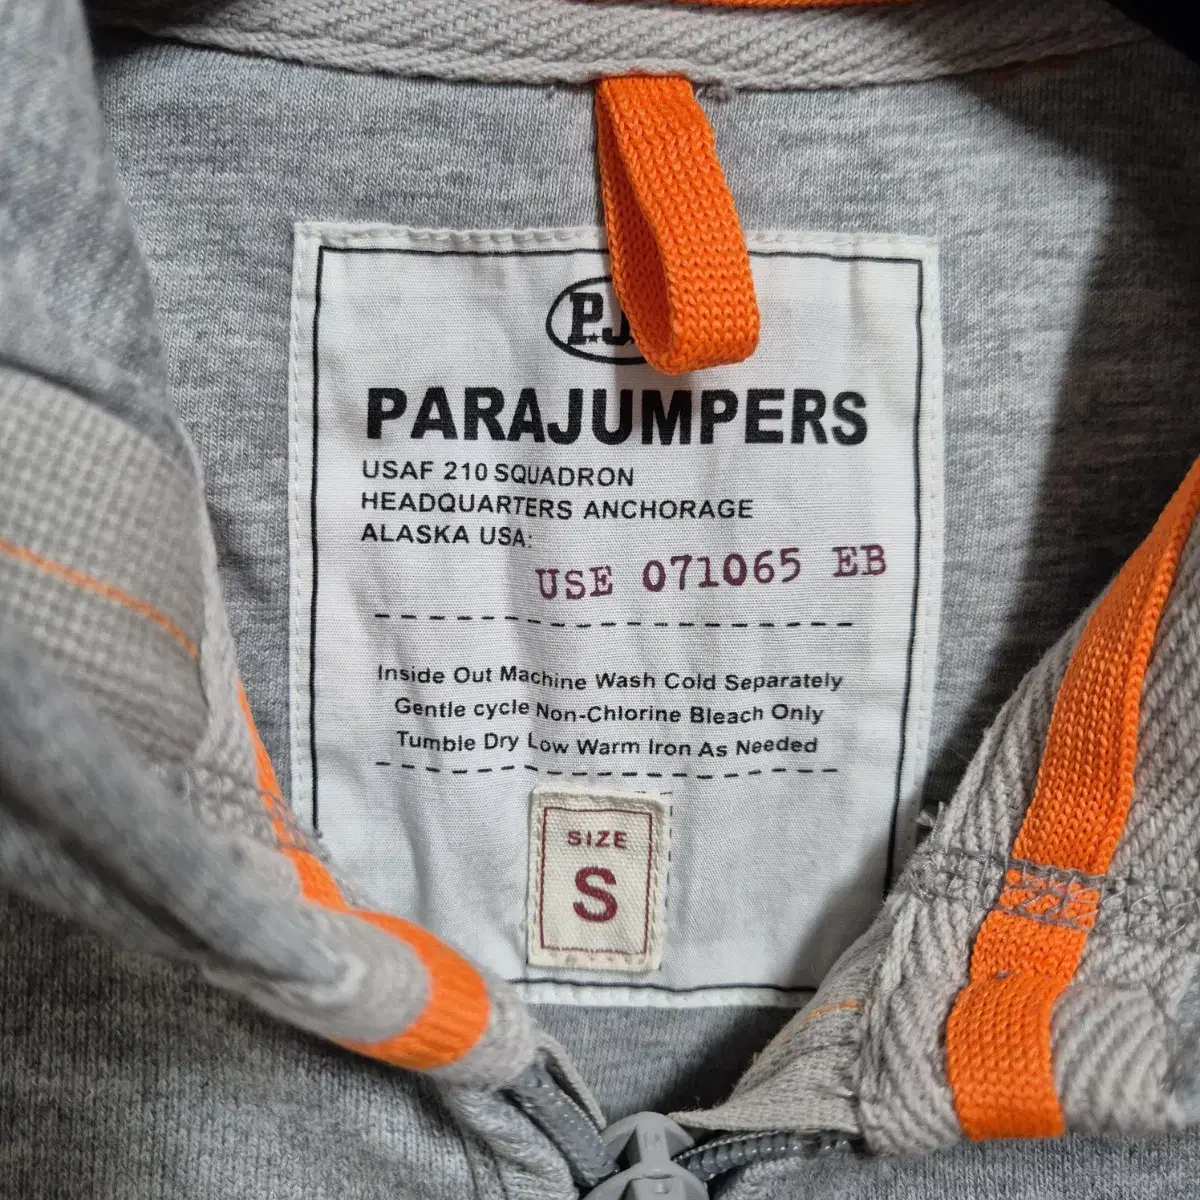 P.J.
PARAJUMPERS
USAF 210 SQUADRON
HEADQUARTERS ANCHORAGE
ALASKA USA:
USE 071065 EB
Inside Out Machine Wash Cold Separately
Gentle cycle Non-Chlorine Bleach Only
Tumble Dry Low Warm Iron As Needed
SIZE
S